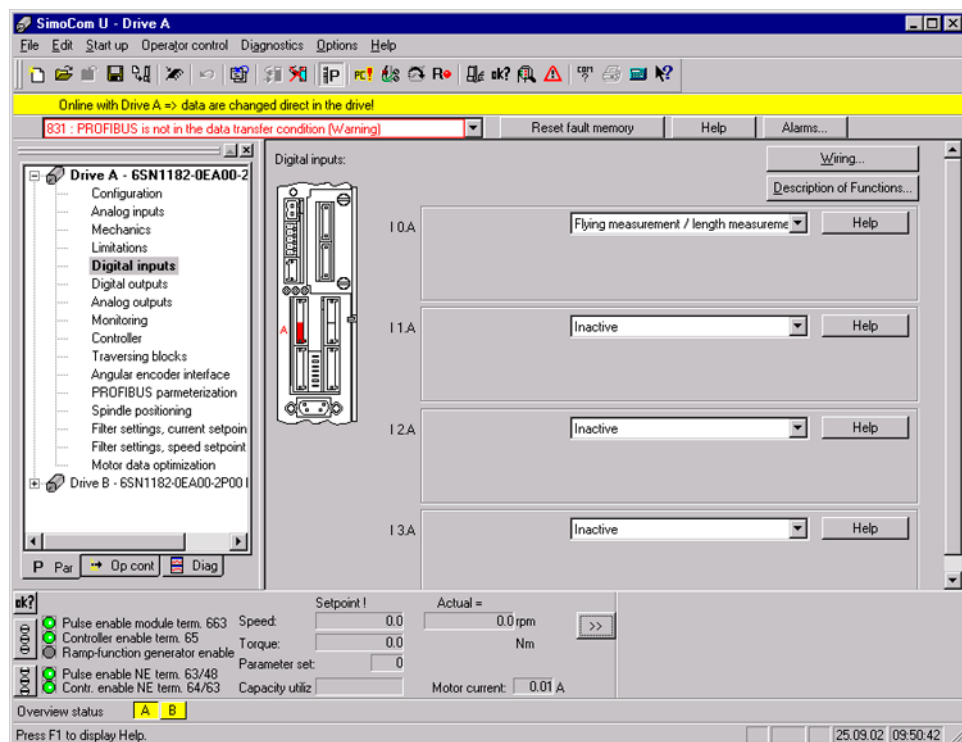 SimoCom U - Drive A
File Edit Start up Operator control Diagnostics Options Help
P PC! R ok? com ?
Online with Drive A => data are changed direct in the drive!
831 : PROFIBUS is not in the data transfer condition (Warning) Reset fault memory Help Alarms...
Drive A - 6SN1182-0EA00-2
Configuration
Analog inputs
Mechanics
Limitations
Digital inputs
Digital outputs
Analog outputs
Monitoring
Controller
Traversing blocks
Angular encoder interface
PROFIBUS parmeterization
Spindle positioning
Filter settings, current setpoin
Filter settings, speed setpoint
Motor data optimization
Drive B - 6SN1182-0EA00-2P00 I
P Par Op cont Diag
Digital inputs:
Wiring...
Description of Functions...
A
I 0.A Flying measurement / length measureme Help
I 1.A Inactive Help
I 2.A Inactive Help
I 3.A Inactive Help
ok?
Setpoint ! Actual =
Pulse enable module term. 663 Speed: 0.0 0.0 rpm >>
Controller enable term. 65 Torque: 0.0 Nm
Ramp-function generator enable
Parameter set: 0
Pulse enable NE term. 63/48
Contr. enable NE term. 64/63 Capacity utiliz Motor current: 0.01 A
Overview status A B
Press F1 to display Help. 25.09.02 09:50:42